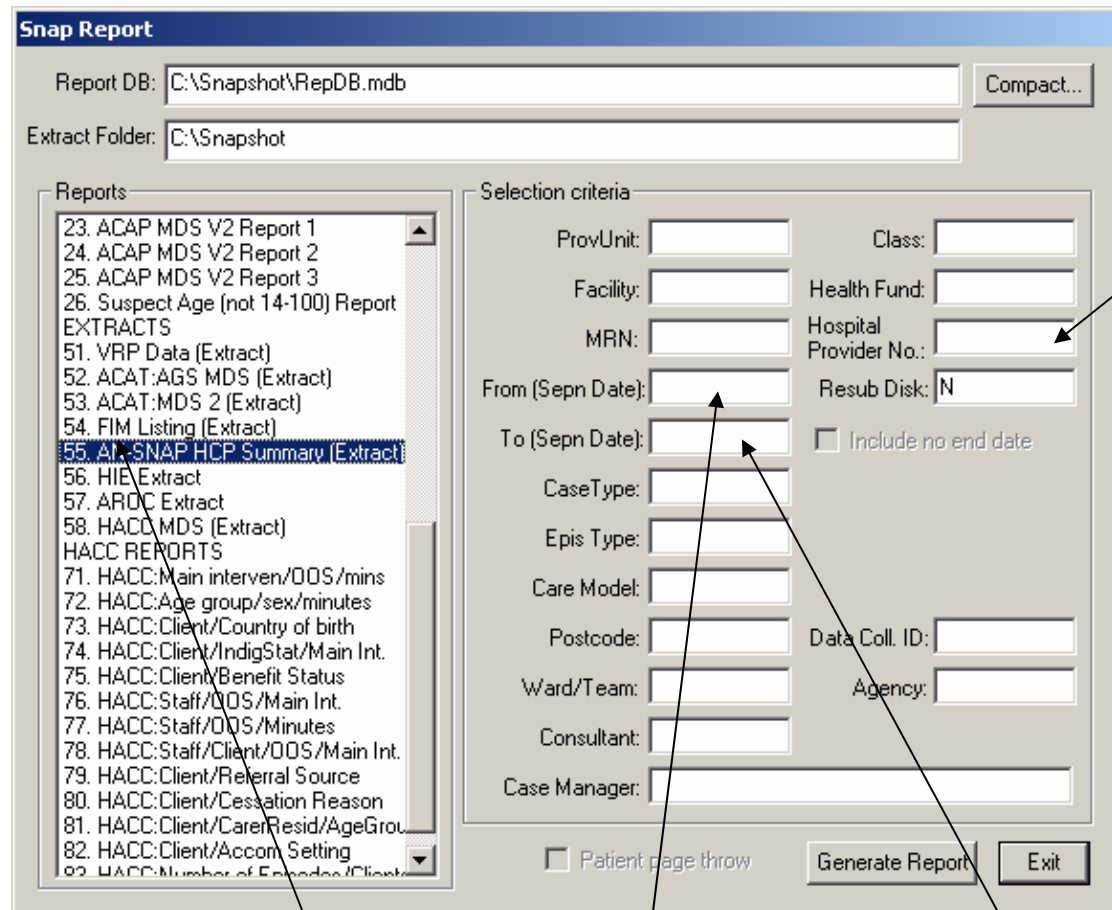 Snap Report
Report DB: C:\Snapshot\RepDB.mdb Compact...
Extract Folder: C:\Snapshot
Reports
23. ACAP MDS V2 Report 1
24. ACAP MDS V2 Report 2
25. ACAP MDS V2 Report 3
26. Suspect Age (not 14-100) Report
EXTRACTS
51. VRP Data (Extract)
52. ACAT:AGS MDS (Extract)
53. ACAT:MDS 2 (Extract)
54. FIM Listing (Extract)
55. AN-SNAP HCP Summary (Extract)
56. HIE Extract
57. AROC Extract
58. HACC MDS (Extract)
HACC REPORTS
71. HACC:Main interven/OOS/mins
72. HACC:Age group/sex/minutes
73. HACC:Client/Country of birth
74. HACC:Client/IndigStat/Main Int.
75. HACC:Client/Benefit Status
76. HACC:Staff/OOS/Main Int.
77. HACC:Staff/OOS/Minutes
78. HACC:Staff/Client/OOS/Main Int.
79. HACC:Client/Referral Source
80. HACC:Client/Cessation Reason
81. HACC:Client/CarerResid/AgeGrou
82. HACC:Client/Accom Setting
83. HACC:Number of Episodes/Clients
Selection criteria
ProvUnit: Class:
Facility: Health Fund:
MRN: Hospital
Provider No.:
From (Sepn Date): Resub Disk: N
To (Sepn Date): Include no end date
CaseType:
Epis Type:
Care Model:
Postcode: Data Coll. ID:
Ward/Team: Agency:
Consultant:
Case Manager:
Patient page throw Generate Report Exit